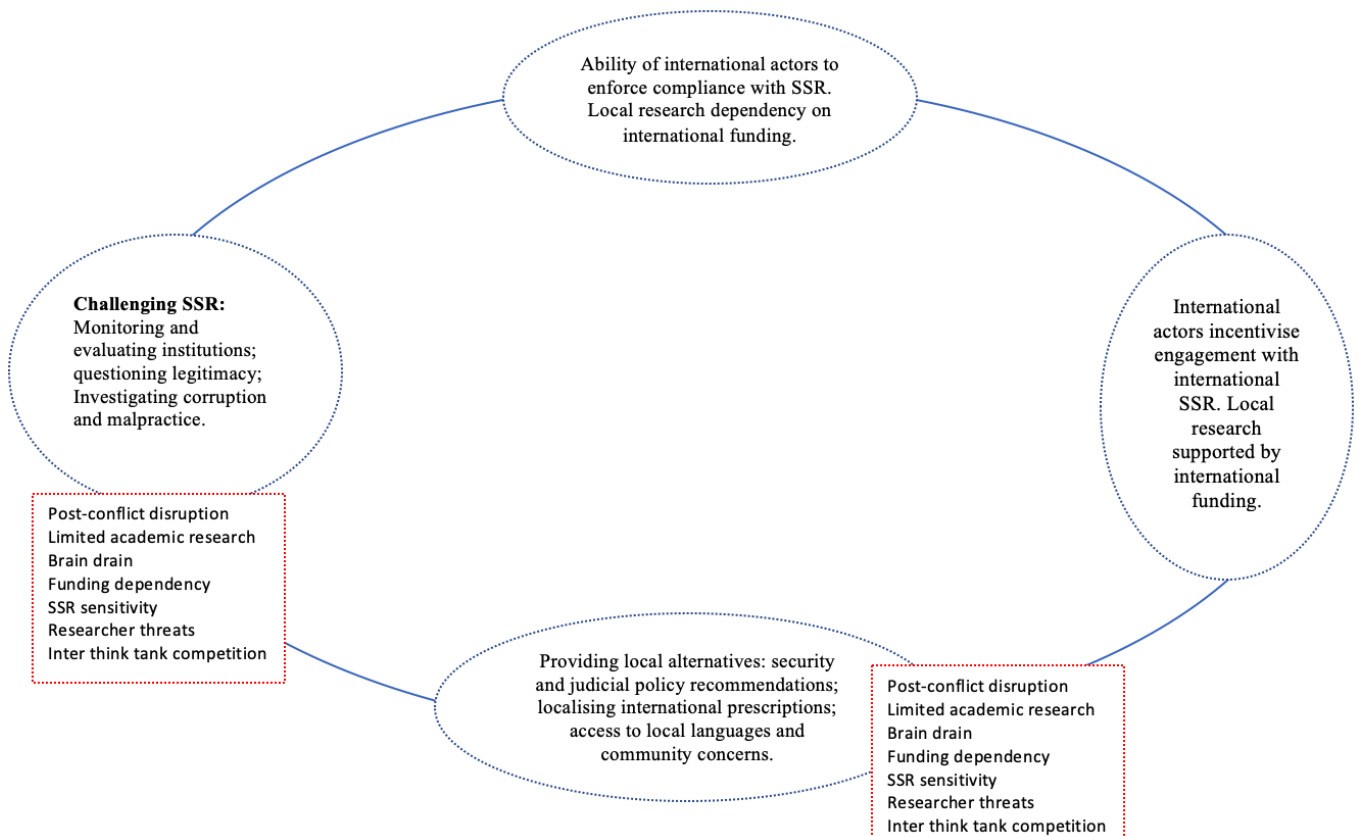 Ability of international actors to
enforce compliance with SSR.
Local research dependency on
international funding.
Challenging SSR:
Monitoring and
evaluating institutions;
questioning legitimacy;
Investigating corruption
and malpractice.
International
actors incentivise
engagement with
international
SSR. Local
research
supported by
international
funding.
Post-conflict disruption
Limited academic research
Brain drain
Funding dependency
SSR sensitivity
Researcher threats
Inter think tank competition
Providing local alternatives: security
and judicial policy recommendations;
localising international prescriptions;
access to local languages and
community concerns.
Post-conflict disruption
Limited academic research
Brain drain
Funding dependency
SSR sensitivity
Researcher threats
Inter think tank competition